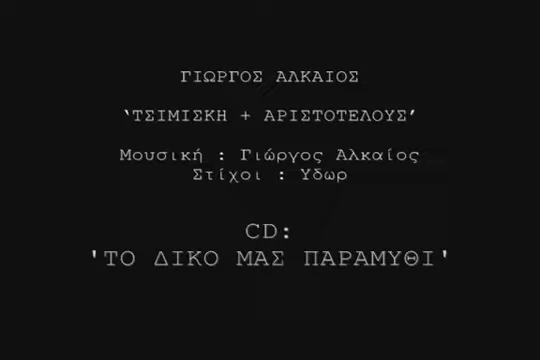 ΓΙΩΡΓΟΣ ΑΛΚΑΙΟΣ
'ΤΣΙΜΙΣΚΗ + ΑΡΙΣΤΟΤΕΛΟΥΣ'
Μουσική : Γιώργος Αλκαίος
Στίχοι : Υδωρ
CD:
'ΤΟ ΔΙΚΟ ΜΑΣ ΠΑΡΑΜΥΘΙ'